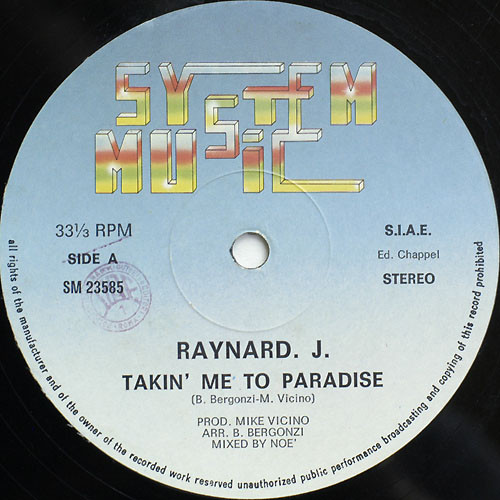 SYSTEM
MUSIC
33⅓ RPM
SIDE A
SM 23585
S.I.A.E.
Ed. Chappel
STEREO
RAYNARD. J.
TAKIN' ME TO PARADISE
(B. Bergonzi-M. Vicino)
PROD. MIKE VICINO
ARR. B. BERGONZI
MIXED BY NOE'
all rights of the manufacturer and of the owner of the recorded work reserved unauthorized public performance broadcasting and copying of this record prohibited